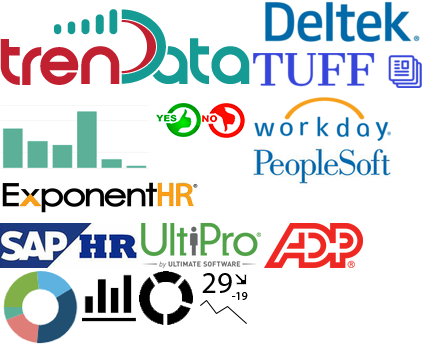 trenData
Deltek.
TUFF
YES NO
workday.
PeopleSoft
ExponentHR®
SAP HR UltiPro®
by ULTIMATE SOFTWARE
ADP®
29
-19